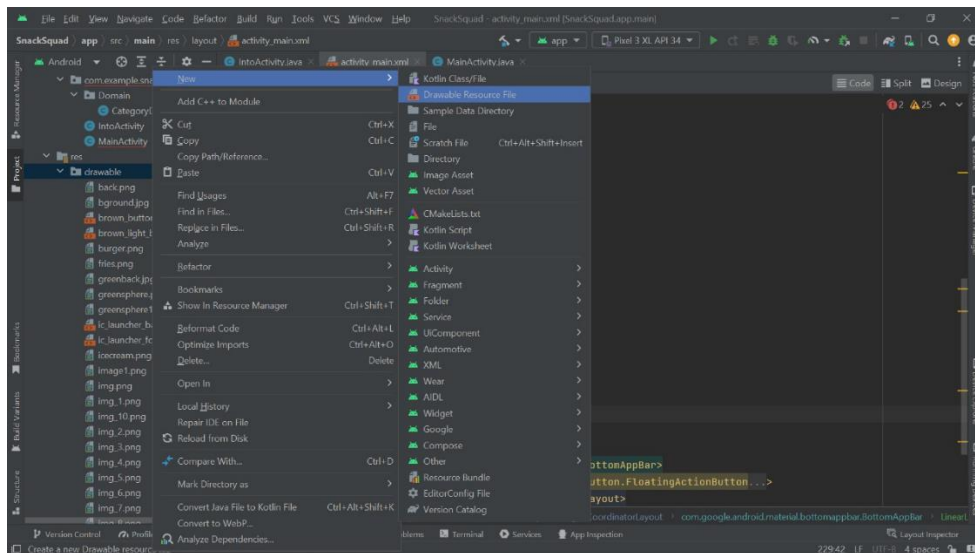 File Edit View Navigate Code Refactor Build Run Tools VCS Window Help SnackSquad - activity_main.xml [SnackSquad.app.main]
SnackSquad app src main res layout activity_main.xml
app Pixel 3 XL API 34
Android IntoActivity.java activity_main.xml MainActivity.java
Resource Manager
Project
Bookmarks
Build Variants
Structure
com.example.sna
Domain
IntoActivity
MainActivity
res
drawable
back.png
bground.jpg
brown_button
brown_light_
burger.png
fries.png
greenback.jpg
greensphere.
greensphere1
ic_launcher_ba
ic_launcher_fo
icecream.png
image1.png
img.png
img_1.png
img_10.png
img_2.png
img_3.png
img_4.png
img_5.png
img_6.png
img_7.png
New
Add C++ to Module
Cut Ctrl+X
Copy Ctrl+C
Copy Path/Reference...
Paste Ctrl+V
Find Usages Alt+F7
Find in Files... Ctrl+Shift+F
Replace in Files... Ctrl+Shift+R
Analyze
Refactor
Bookmarks
Show In Resource Manager Ctrl+Shift+T
Reformat Code Ctrl+Alt+L
Optimize Imports Ctrl+Alt+O
Delete... Delete
Open In
Local History
Repair IDE on File
Reload from Disk
Compare With... Ctrl+D
Mark Directory as
Convert Java File to Kotlin File Ctrl+Alt+Shift+K
Convert to WebP...
Analyze Dependencies...
Kotlin Class/File
Drawable Resource File
Sample Data Directory
File
Scratch File Ctrl+Alt+Shift+Insert
Directory
Image Asset
Vector Asset
CMakeLists.txt
Kotlin Script
Kotlin Worksheet
Activity
Fragment
Folder
Service
UiComponent
Automotive
XML
Wear
AIDL
Widget
Google
Compose
Other
Resource Bundle
EditorConfig File
Version Catalog
Code Split Design
2 25
ottomAppBar>
utton.FloatingActionButton...>
ayout>
oordinatorLayout com.google.android.material.bottomappbar.BottomAppBar Linearl
Version Control Profil blems Terminal Services App Inspection Layout Inspector
Create a new Drawable resourc 229:42 LF UTF-8 4 spaces